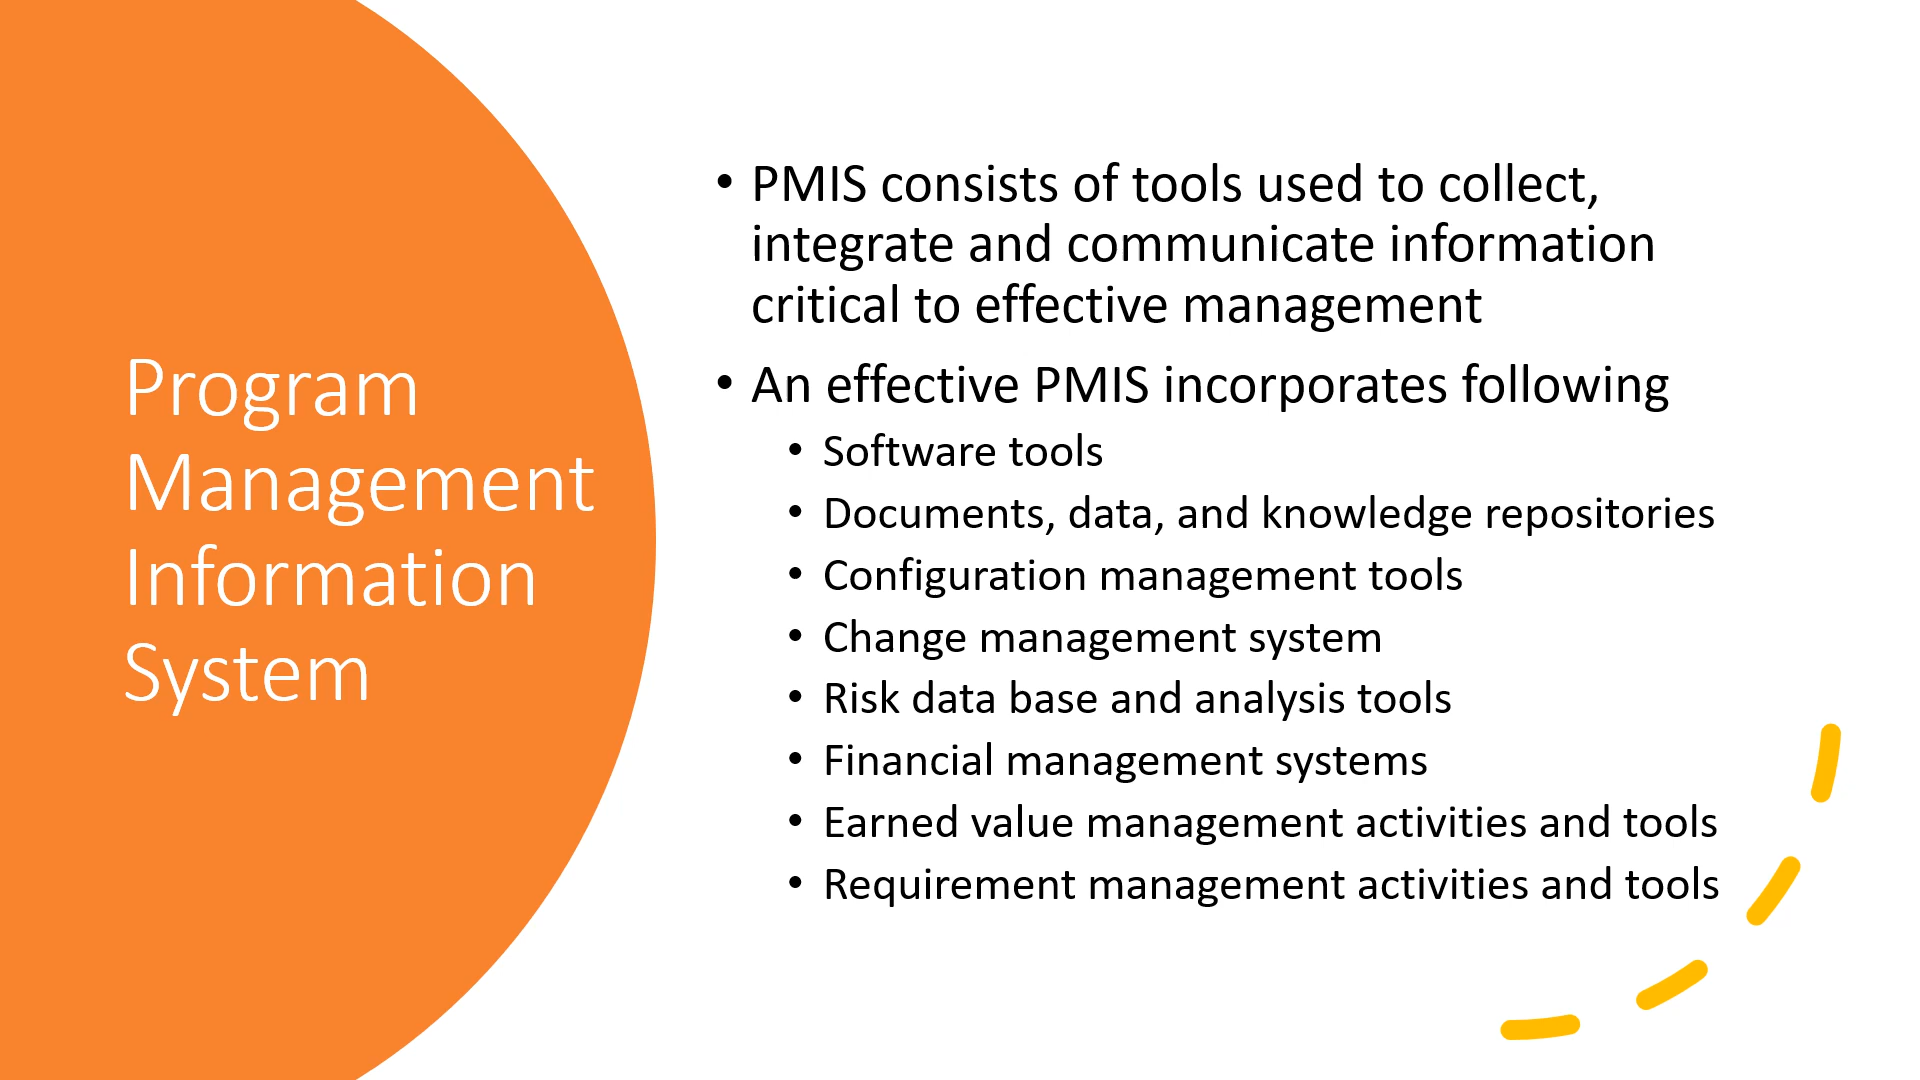 Program
Management
Information
System
• PMIS consists of tools used to collect,
integrate and communicate information
critical to effective management
• An effective PMIS incorporates following
• Software tools
• Documents, data, and knowledge repositories
• Configuration management tools
• Change management system
• Risk data base and analysis tools
• Financial management systems
• Earned value management activities and tools
• Requirement management activities and tools